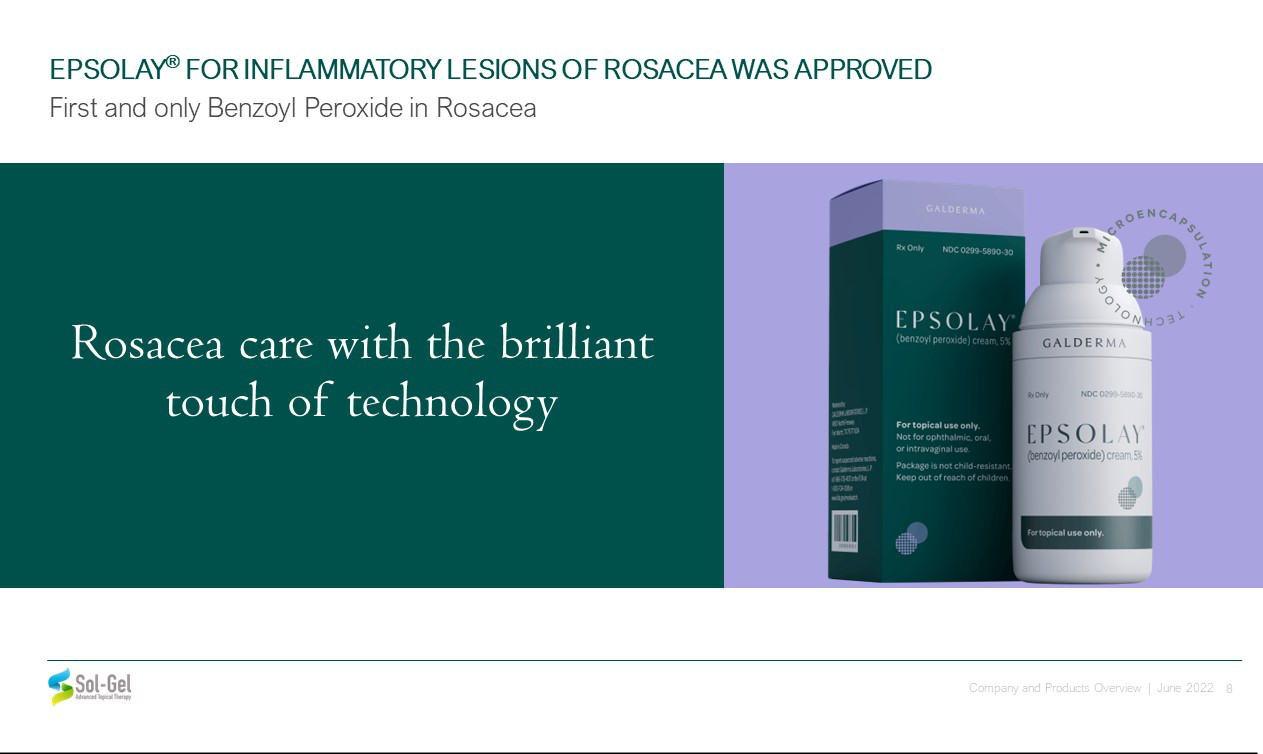 EPSOLAY® FOR INFLAMMATORY LESIONS OF ROSACEA WAS APPROVED
First and only Benzoyl Peroxide in Rosacea
Rosacea care with the brilliant
touch of technology
GALDERMA
Rx Only NDC 0299-5890-30
EPSOLAY®
(benzoyl peroxide) cream, 5%
For topical use only.
Not for ophthalmic, oral,
or intravaginal use.
Package is not child-resistant.
Keep out of reach of children.
MICROENCAPSULATION · TECHNOLOGY •
GALDERMA
Rx Only NDC 0299-5890-30
EPSOLAY®
(benzoyl peroxide) cream, 5%
For topical use only.
Sol-Gel
Advanced Topical Therapy
Company and Products Overview | June 2022 8